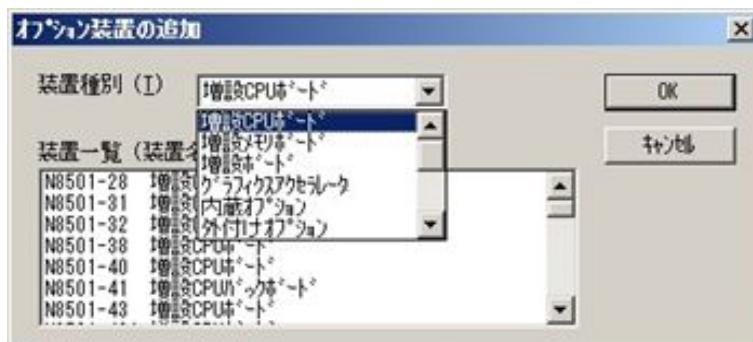 オプション装置の追加
装置種別 (T)
増設CPUボード
OK
増設CPUボード
キャンセル
増設メモリボード
装置一覧 (装置名
増設ボード
グラフィクスアクセラレータ
内蔵オプション
外付けオプション
N8501-28 増設
N8501-31 増設
N8501-32 増設
N8501-38 増設CPUボード
N8501-40 増設CPUボード
N8501-41 増設CPUバックボード
N8501-43 増設CPUボード